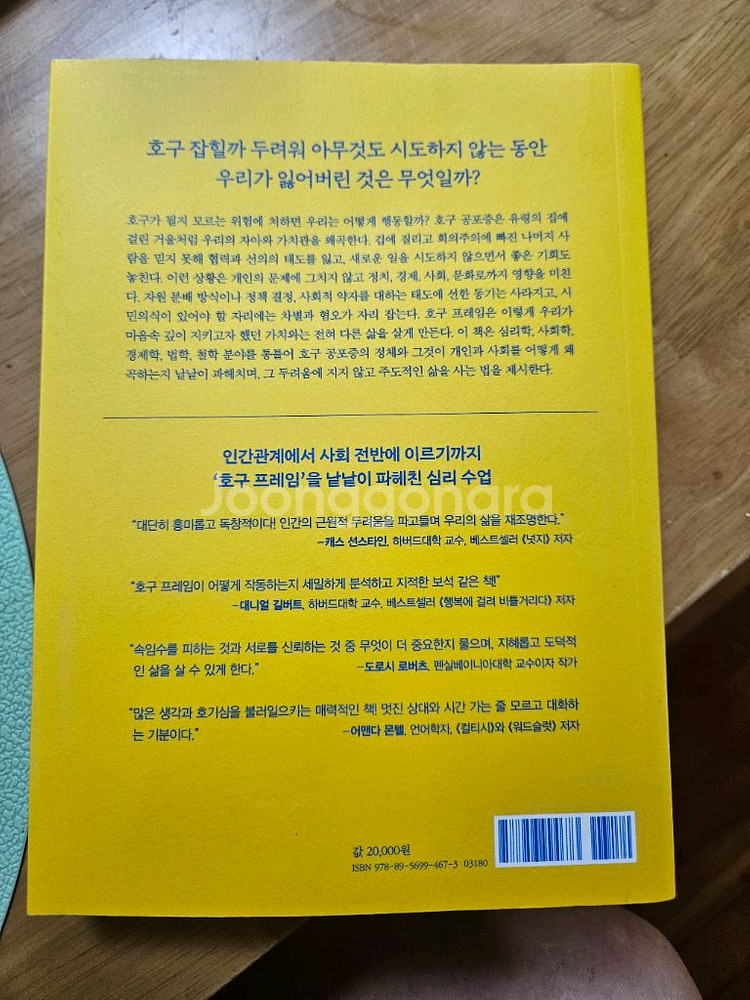 호구 잡힐까 두려워 아무것도 시도하지 않는 동안
우리가 잃어버린 것은 무엇일까?
호구가 될지 모르는 위험에 처하면 우리는 어떻게 행동할까? 호구 공포증은 유령의 집에
걸린 거울처럼 우리의 자아와 가치관을 왜곡한다. 겁에 질리고 회의주의에 빠진 나머지 사
람을 믿지 못해 협력과 선의의 태도를 잃고, 새로운 일을 시도하지 않으면서 좋은 기회도
놓친다. 이런 상황은 개인의 문제에 그치지 않고 정치, 경제, 사회, 문화로까지 영향을 미친
다. 자원 분배 방식이나 정책 결정, 사회적 약자를 대하는 태도에 선한 동기는 사라지고, 시
민의식이 있어야 할 자리에는 차별과 혐오가 자리 잡는다. 호구 프레임은 이렇게 우리가
마음속 깊이 지키고자 했던 가치와는 전혀 다른 삶을 살게 만든다. 이 책은 심리학, 사회학,
경제학, 법학, 철학 분야를 통틀어 호구 공포증의 정체와 그것이 개인과 사회를 어떻게 왜
곡하는지 낱낱이 파헤치며, 그 두려움에 지지 않고 주도적인 삶을 사는 법을 제시한다.
인간관계에서 사회 전반에 이르기까지
‘호구 프레임’을 낱낱이 파헤친 심리 수업
Joonggonara
“대단히 흥미롭고 독창적이다! 인간의 근원적 두려움을 파고들며 우리의 삶을 재조명한다.”
–캐스 선스타인, 하버드대학 교수, 베스트셀러 《넛지》 저자
“호구 프레임이 어떻게 작동하는지 세밀하게 분석하고 지적한 보석 같은 책!”
–대니얼 길버트, 하버드대학 교수, 베스트셀러 《행복에 걸려 비틀거리다》 저자
“속임수를 피하는 것과 서로를 신뢰하는 것 중 무엇이 더 중요한지 물으며, 지혜롭고 도덕적
인 삶을 살 수 있게 한다.” –도로시 로버츠, 펜실베이니아대학 교수이자 작가
“많은 생각과 호기심을 불러일으키는 매력적인 책! 멋진 상대와 시간 가는 줄 모르고 대화하
는 기분이다.” –어맨다 몬텔, 언어학자, 《컬티시》와 《워드슬럿》 저자
값 20,000원
ISBN 978-89-5699-467-3 03180